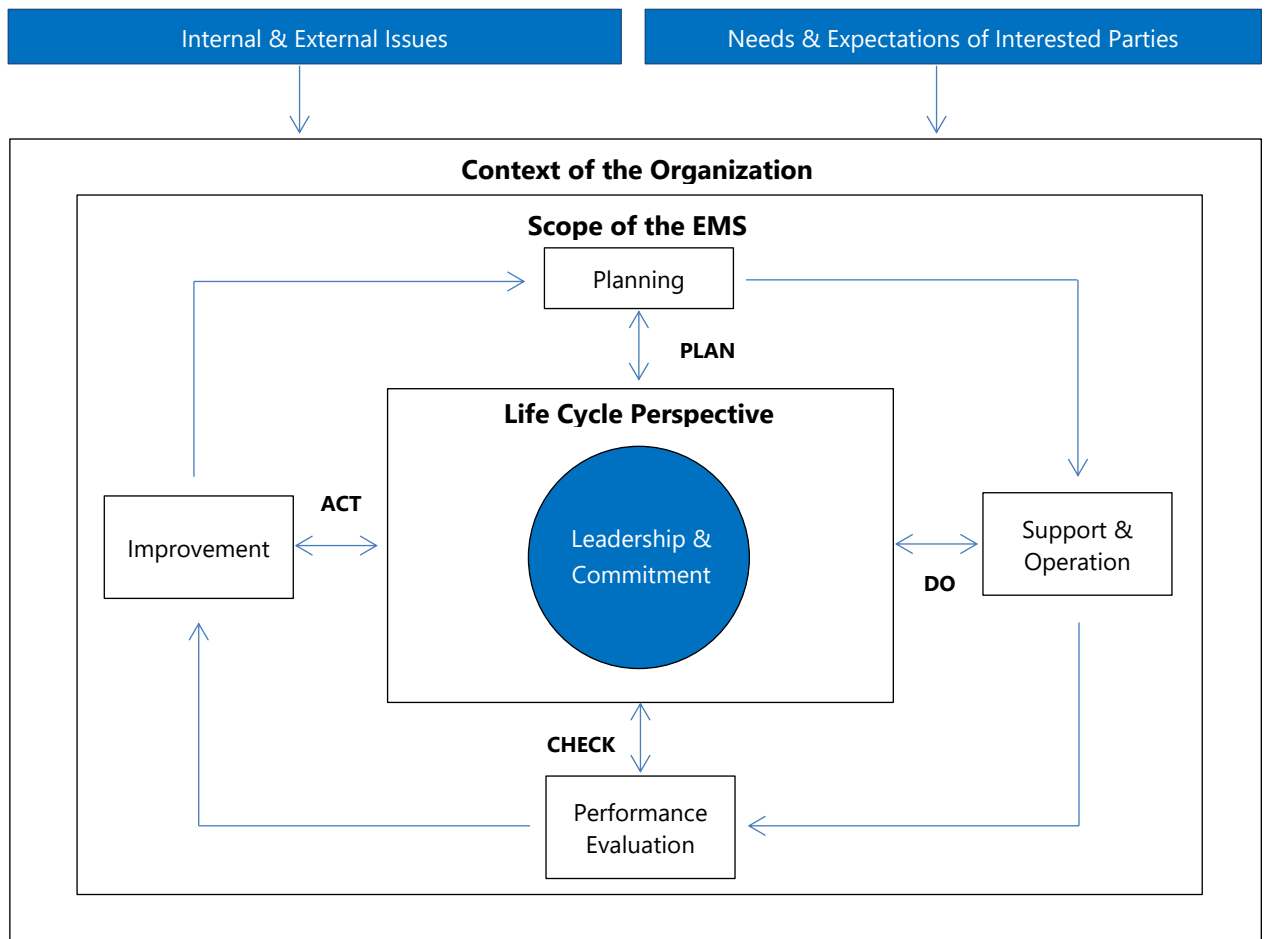 Internal & External Issues
Needs & Expectations of Interested Parties
Context of the Organization
Scope of the EMS
Planning
PLAN
Life Cycle Perspective
ACT
Improvement
Leadership &
Commitment
Support &
Operation
DO
CHECK
Performance
Evaluation